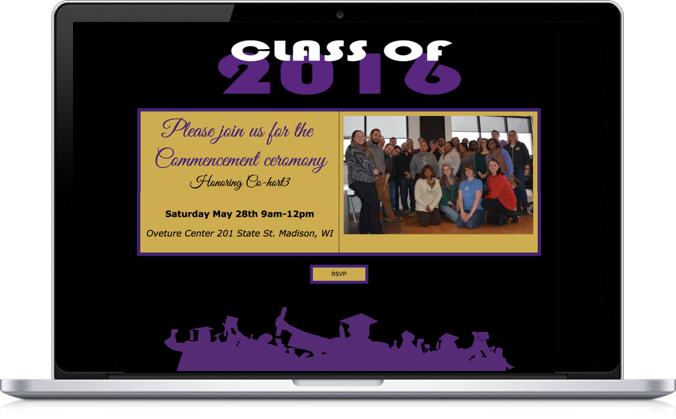 CLASS OF
2016
Please join us for the
Commencement ceremony
Honoring Co-hort3
Saturday May 28th 9am-12pm
Oveture Center 201 State St. Madison, WI
RSVP